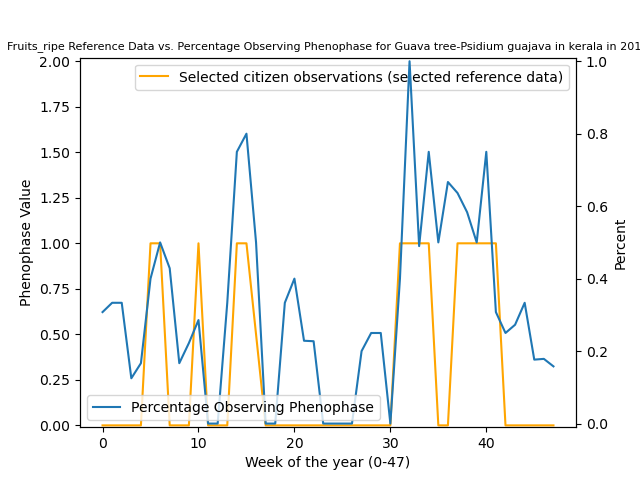 Fruits_ripe Reference Data vs. Percentage Observing Phenophase for Guava tree-Psidium guajava in kerala in 201
Selected citizen observations (selected reference data)
2.00
1.75
1.50
1.25
1.00
0.75
0.50
0.25
0.00
Phenophase Value
1.0
0.8
0.6
0.4
0.2
0.0
Percent
Percentage Observing Phenophase
0 10 20 30 40
Week of the year (0-47)